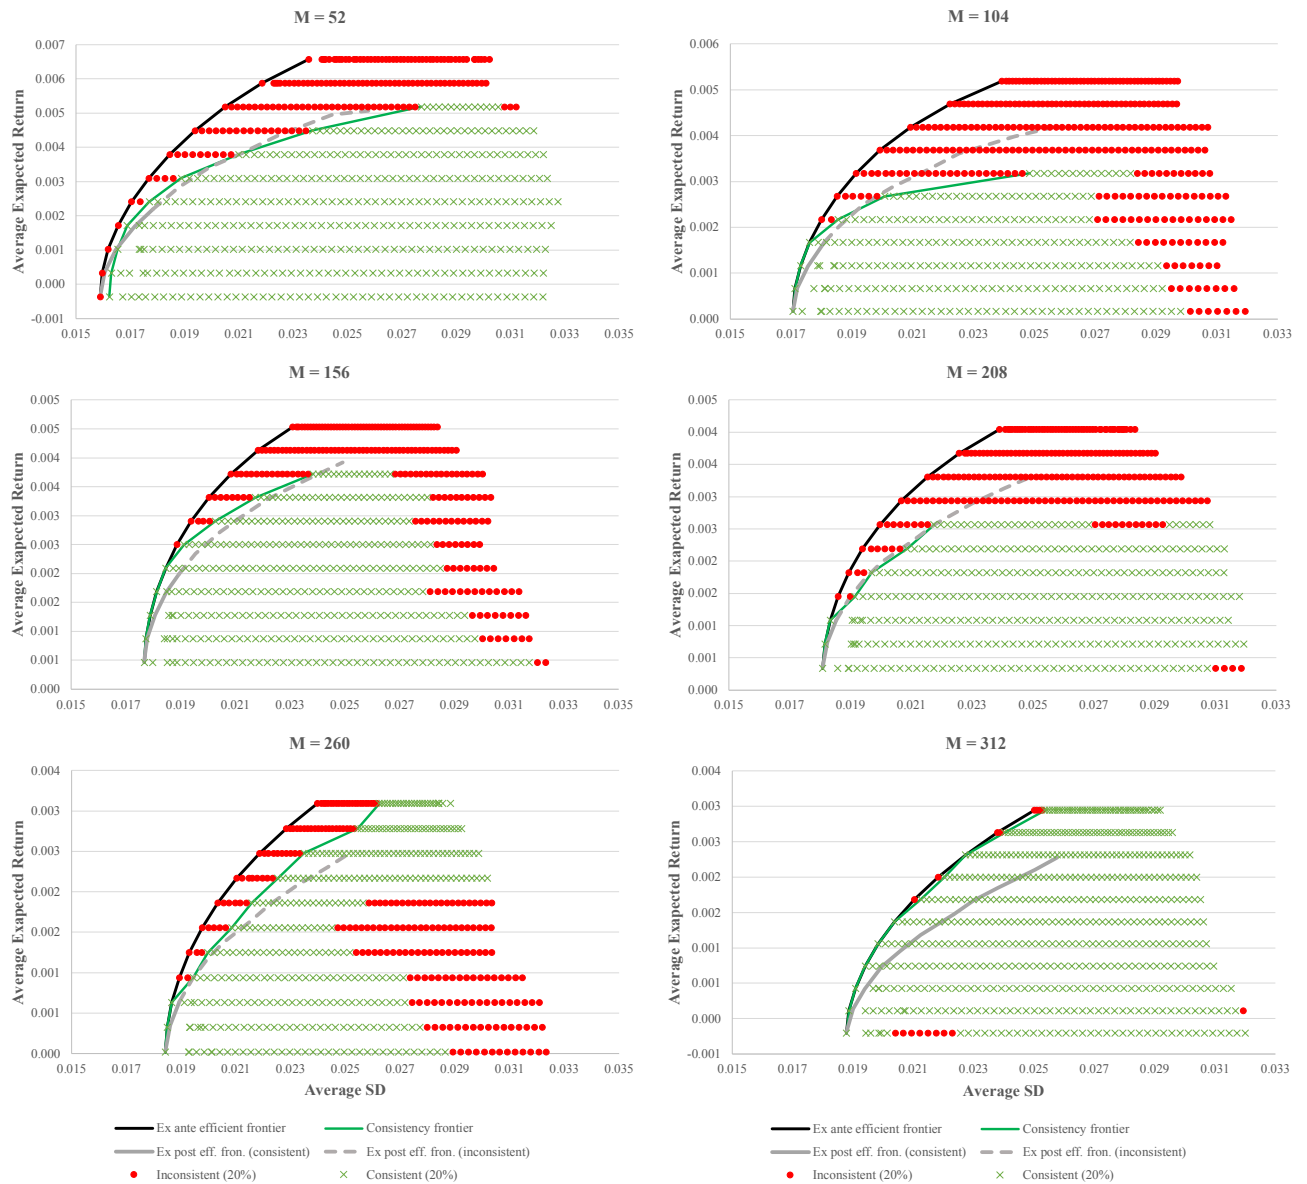 M = 52
Average Exapected Return
0.007
0.006
0.005
0.004
0.003
0.002
0.001
0.000
-0.001
0.015 0.017 0.019 0.021 0.023 0.025 0.027 0.029 0.031 0.033 0.035
M = 104
Average Exapected Return
0.006
0.005
0.004
0.003
0.002
0.001
0.000
0.015 0.017 0.019 0.021 0.023 0.025 0.027 0.029 0.031 0.033
M = 156
Average Exapected Return
0.005
0.005
0.004
0.004
0.003
0.003
0.002
0.002
0.001
0.001
0.000
0.015 0.017 0.019 0.021 0.023 0.025 0.027 0.029 0.031 0.033 0.035
M = 208
Average Exapected Return
0.005
0.004
0.004
0.003
0.003
0.002
0.002
0.001
0.001
0.000
0.015 0.017 0.019 0.021 0.023 0.025 0.027 0.029 0.031 0.033
M = 260
Average Exapected Return
0.004
0.003
0.003
0.002
0.002
0.001
0.001
0.000
0.015 0.017 0.019 0.021 0.023 0.025 0.027 0.029 0.031 0.033 0.035
Average SD
M = 312
Average Exapected Return
0.004
0.003
0.003
0.002
0.002
0.001
0.001
0.000
-0.001
0.015 0.017 0.019 0.021 0.023 0.025 0.027 0.029 0.031 0.033
Average SD
Ex ante efficient frontier Consistency frontier
Ex post eff. fron. (consistent) Ex post eff. fron. (inconsistent)
Inconsistent (20%) Consistent (20%)
Ex ante efficient frontier Consistency frontier
Ex post eff. fron. (consistent) Ex post eff. fron. (inconsistent)
Inconsistent (20%) Consistent (20%)